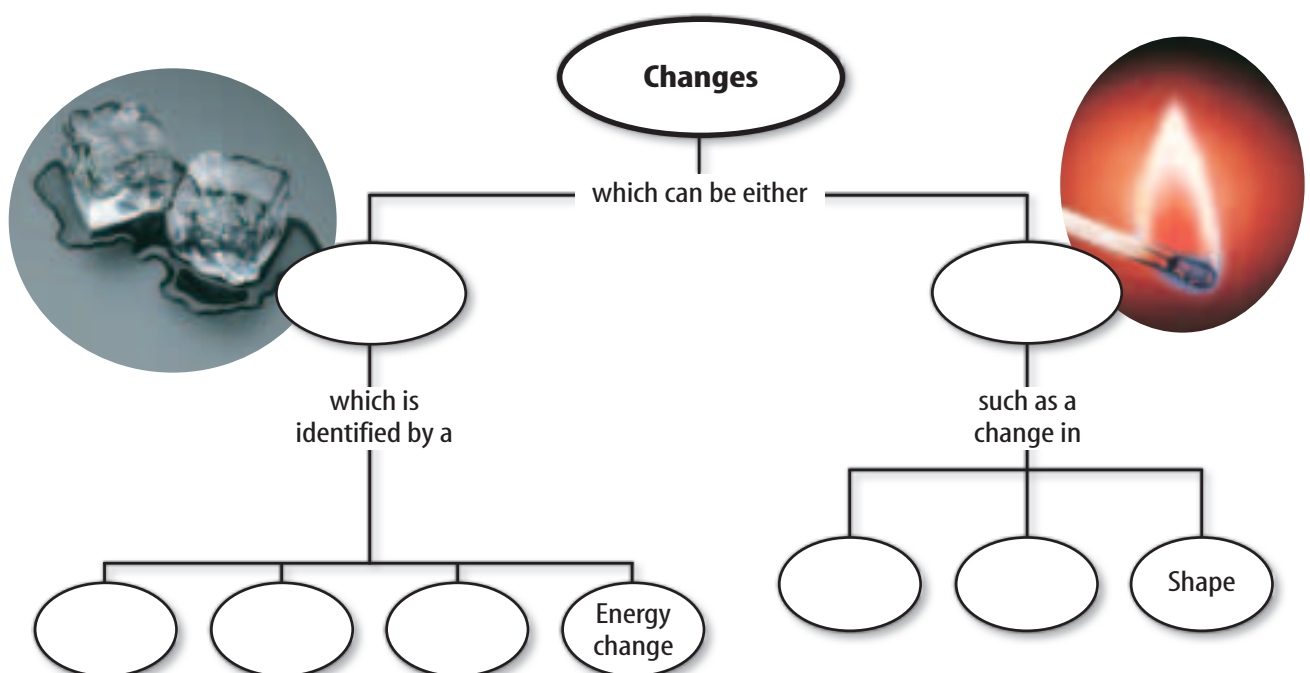 Changes
which can be either
which is
identified by a
such as a
change in
Energy
change
Shape